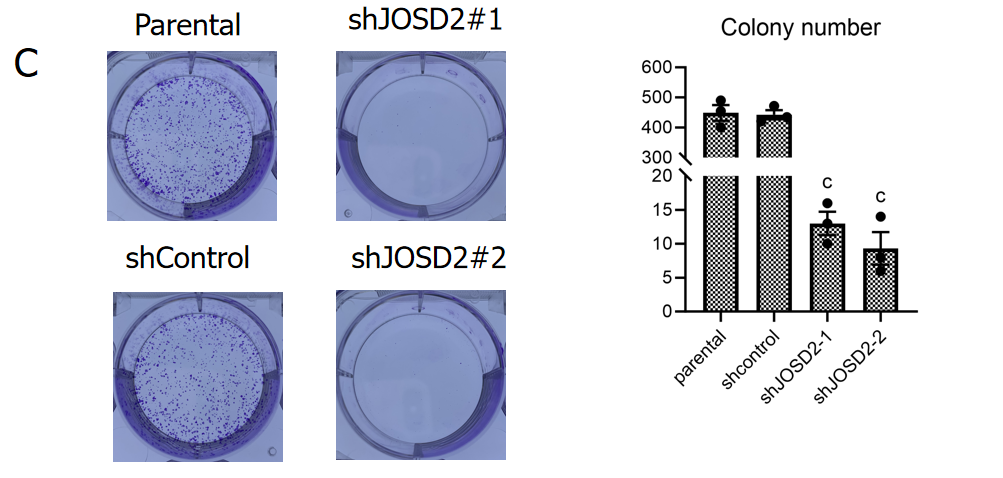 C
Parental
shJOSD2#1
shControl
shJOSD2#2
Colony number
600
500
400
300
20
15
10
5
0
C
C
parental
shcontrol
shJOSD2-1
shJOSD2-2